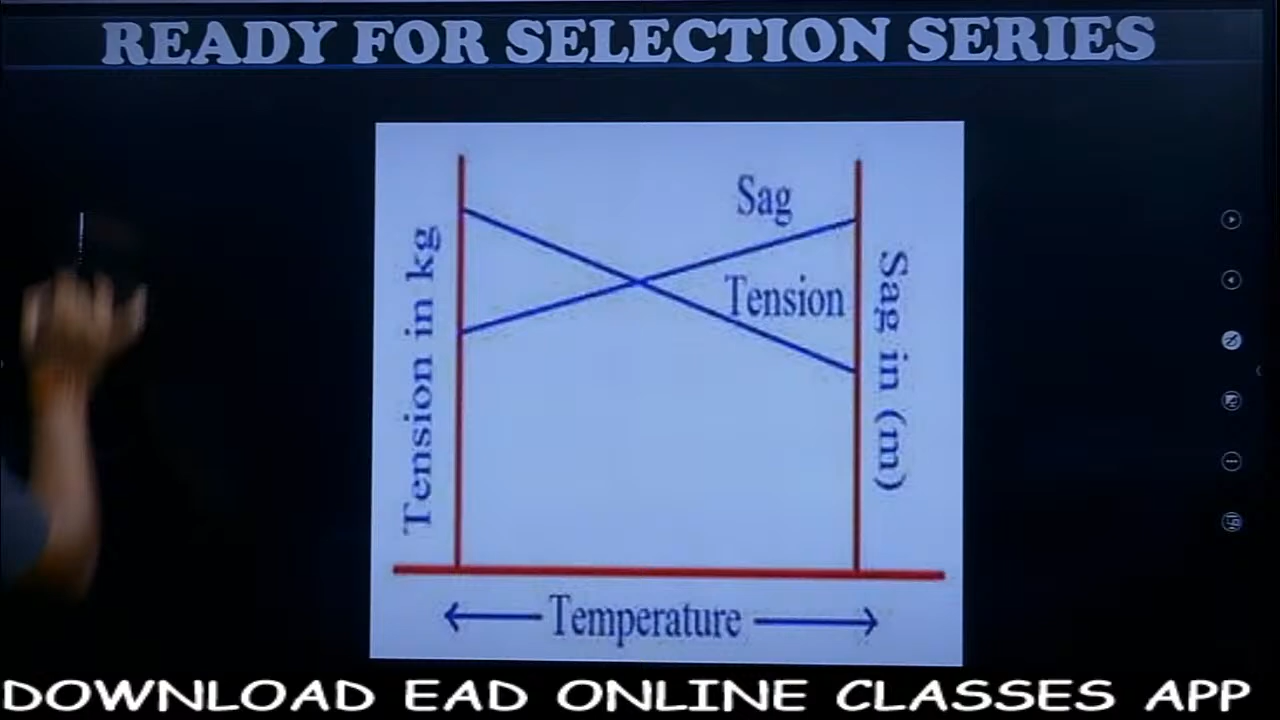 READY FOR SELECTION SERIES
Sag
Tension
Tension in kg
Sag in (m)
Temperature
DOWNLOAD EAD ONLINE CLASSES APP